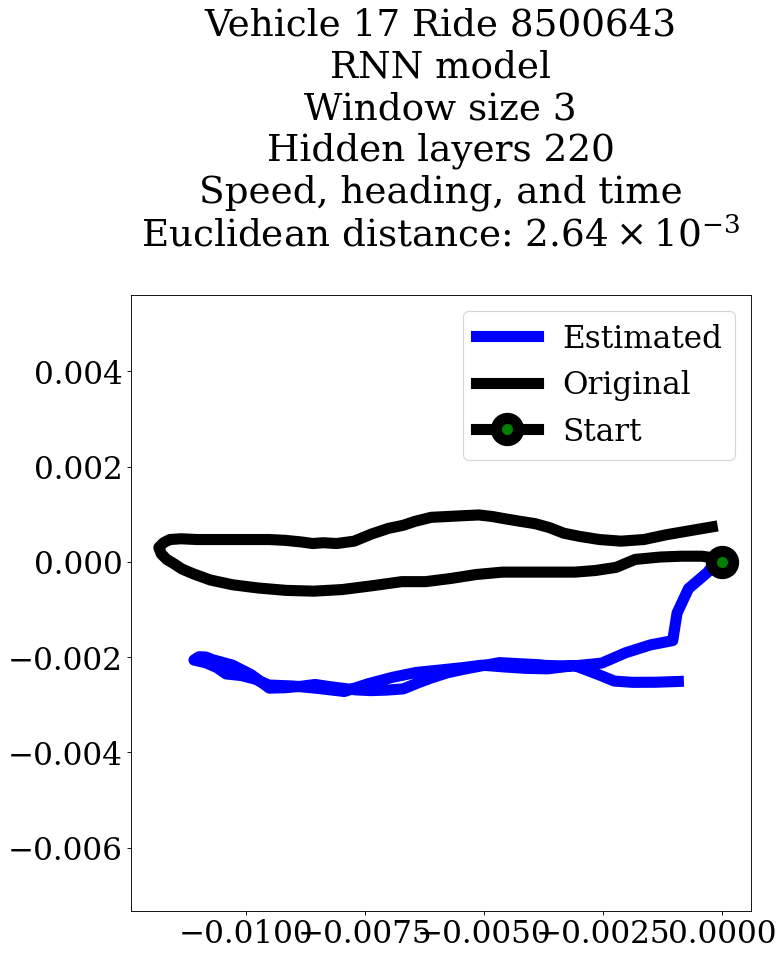 Vehicle 17 Ride 8500643
RNN model
Window size 3
Hidden layers 220
Speed, heading, and time
Euclidean distance: 2.64 × 10⁻³
Estimated
Original
Start
0.004
0.002
0.000
−0.002
−0.004
−0.006
−0.0100 −0.0075 −0.0050 −0.0025 0.0000